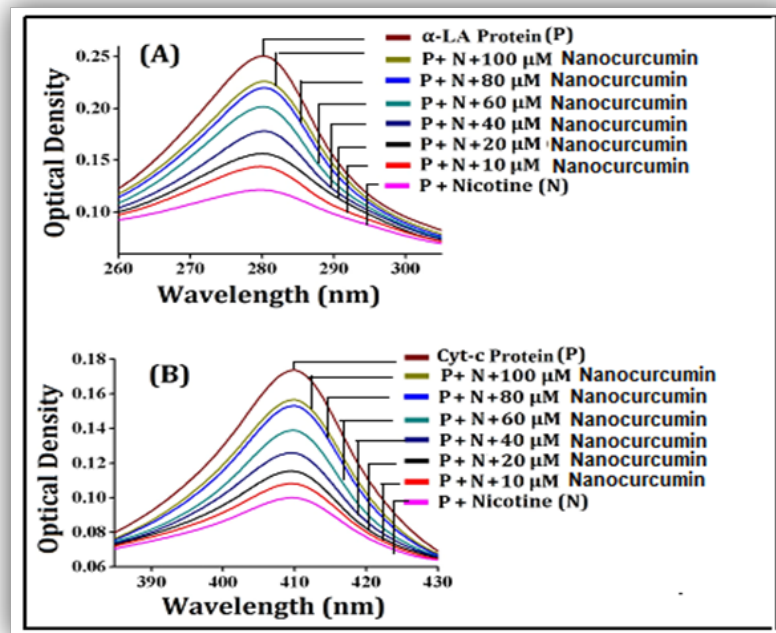 (A)
α-LA Protein (P)
P+ N+100 µM Nanocurcumin
P+ N+80 µM Nanocurcumin
P+ N+60 µM Nanocurcumin
P+ N+40 µM Nanocurcumin
P+ N+20 µM Nanocurcumin
P+ N+10 µM Nanocurcumin
P + Nicotine (N)
Optical Density
0.25
0.20
0.15
0.10
260 270 280 290 300
Wavelength (nm)
(B)
Cyt-c Protein (P)
P+ N+100 µM Nanocurcumin
P+ N+80 µM Nanocurcumin
P+ N+60 µM Nanocurcumin
P+ N+40 µM Nanocurcumin
P+ N+20 µM Nanocurcumin
P+ N+10 µM Nanocurcumin
P + Nicotine (N)
Optical Density
0.18
0.16
0.14
0.12
0.10
0.08
0.06
390 400 410 420 430
Wavelength (nm)